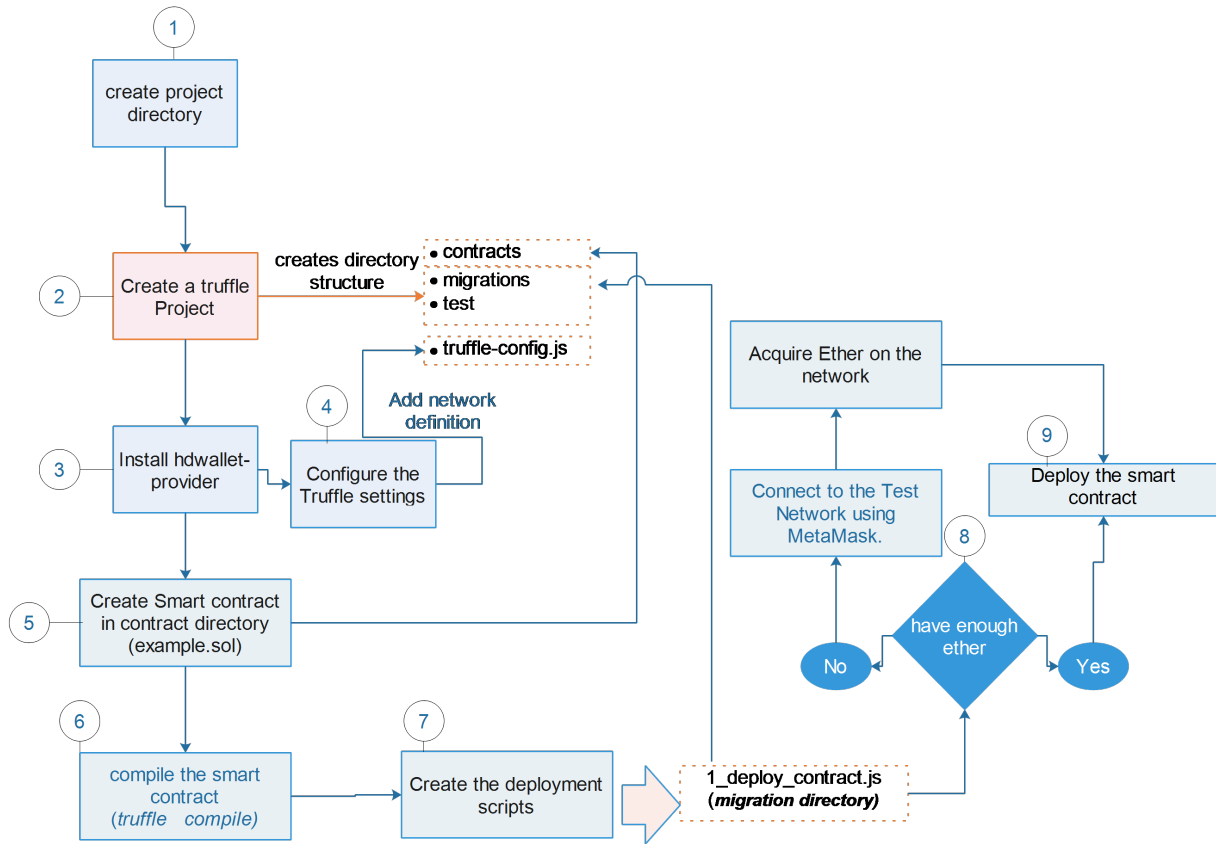 1
create project
directory
2
Create a truffle
Project
creates directory
structure
• contracts
• migrations
• test
• truffle-config.js
3
Install hdwallet-
provider
4
Configure the
Truffle settings
Add network
definition
5
Create Smart contract
in contract directory
(example.sol)
6
compile the smart
contract
(truffle compile)
7
Create the deployment
scripts
1_deploy_contract.js
(migration directory)
8
have enough
ether
No
Yes
Connect to the Test
Network using
MetaMask.
Acquire Ether on the
network
9
Deploy the smart
contract